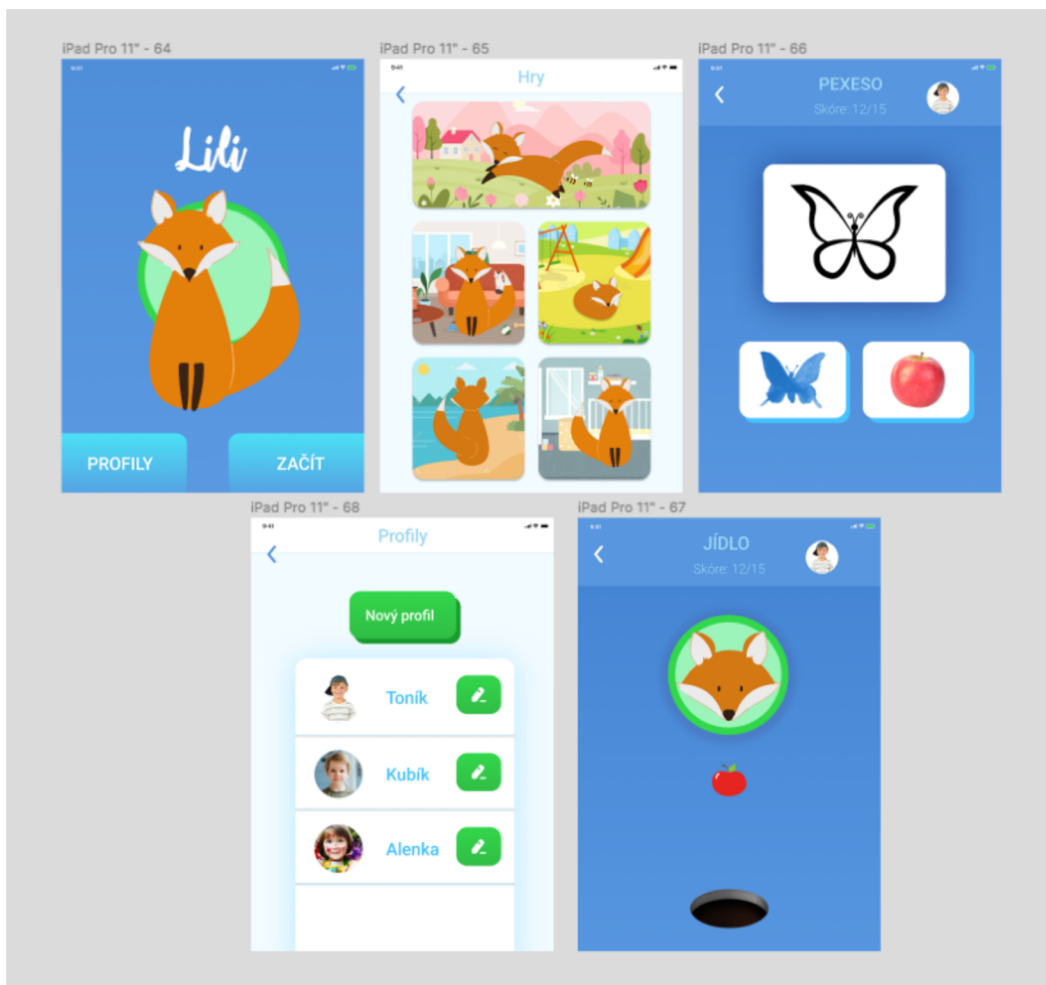 iPad Pro 11" - 64
9:41
Lili
PROFILY
ZAČÍT
iPad Pro 11" - 65
9:41
Hry
iPad Pro 11" - 66
9:41
PEXESO
Skóre: 12/15
iPad Pro 11" - 68
9:41
Profily
Nový profil
Toník
Kubík
Alenka
iPad Pro 11" - 67
9:41
JÍDLO
Skóre: 12/15